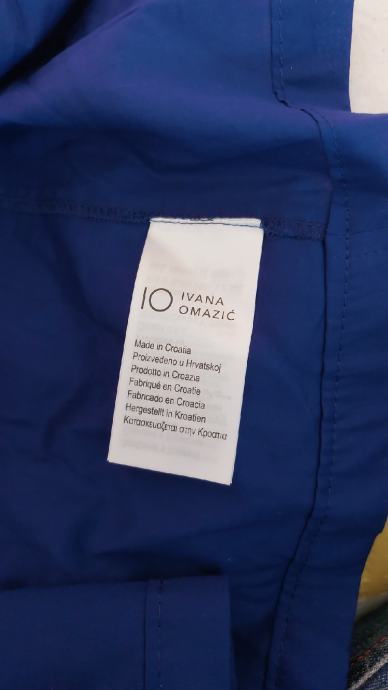 IO IVANA
OMAZIĆ
Made in Croatia
Proizvedeno u Hrvatskoj
Prodotto in Croazia
Fabriqué en Croatie
Fabricado en Croacia
Hergestellt in Kroatien
Κατασκευάζεται στην Κροατία